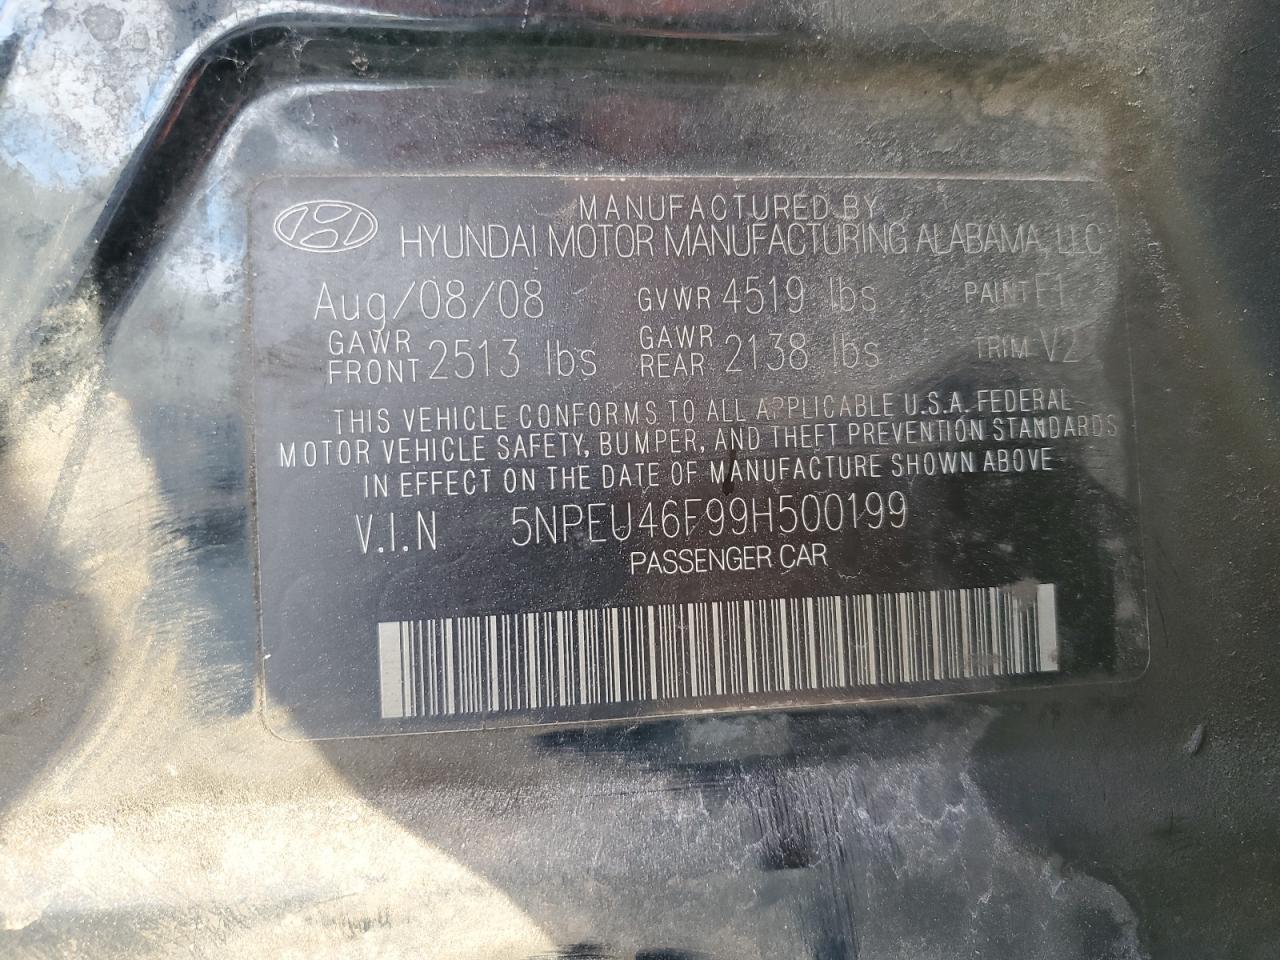 MANUFACTURED BY
HYUNDAI MOTOR MANUFACTURING ALABAMA, LLC
Aug/08/08 GVWR 4519 lbs PAINT F1
GAWR FRONT 2513 lbs GAWR REAR 2138 lbs TRIM V2
THIS VEHICLE CONFORMS TO ALL APPLICABLE U.S.A. FEDERAL
MOTOR VEHICLE SAFETY, BUMPER, AND THEFT PREVENTION STANDARDS
IN EFFECT ON THE DATE OF MANUFACTURE SHOWN ABOVE
V.I.N 5NPEU46F99H500199
PASSENGER CAR